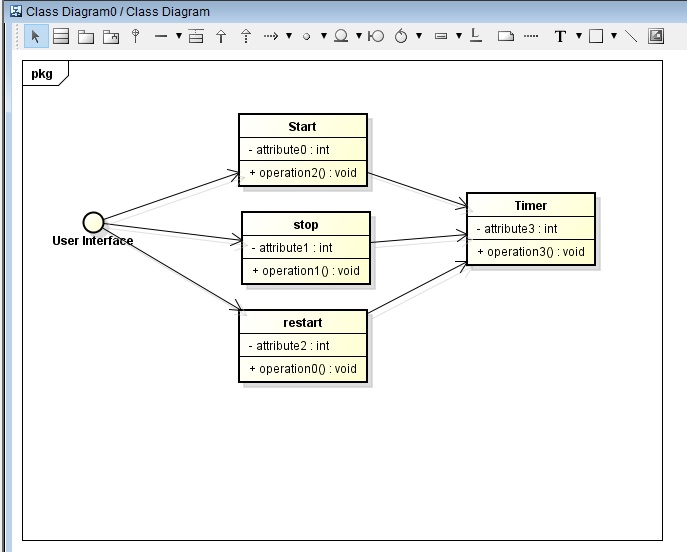 Class Diagram0 / Class Diagram
T
pkg
Start
- attribute0 : int
+ operation2() : void
User Interface
stop
- attribute1 : int
+ operation1() : void
restart
- attribute2 : int
+ operation0() : void
Timer
- attribute3 : int
+ operation3() : void